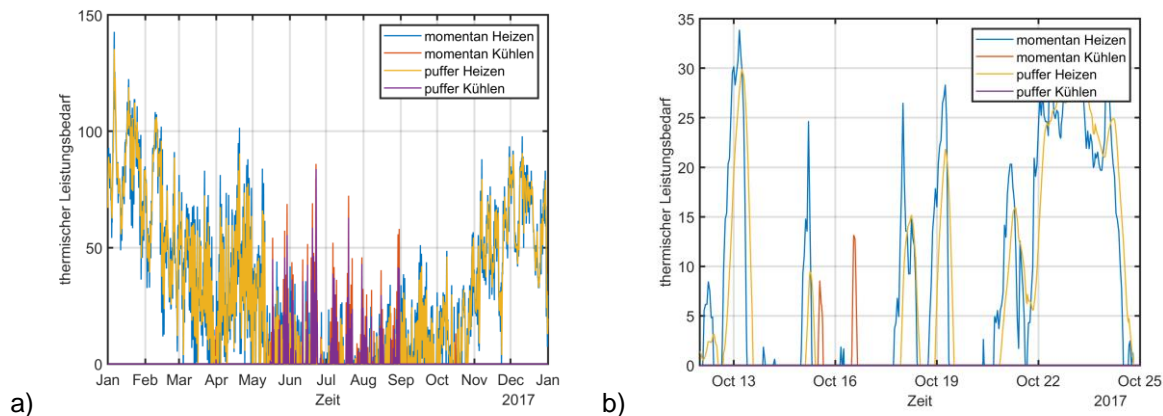 150
100
50
0
thermischer Leistungsbedarf
momentan Heizen
momentan Kühlen
puffer Heizen
puffer Kühlen
Jan Feb Mar Apr May Jun Jul Aug Sep Oct Nov Dec Jan
Zeit 2017
a)
35
30
25
20
15
10
5
0
thermischer Leistungsbedarf
momentan Heizen
momentan Kühlen
puffer Heizen
puffer Kühlen
Oct 13 Oct 16 Oct 19 Oct 22 Oct 25
Zeit 2017
b)